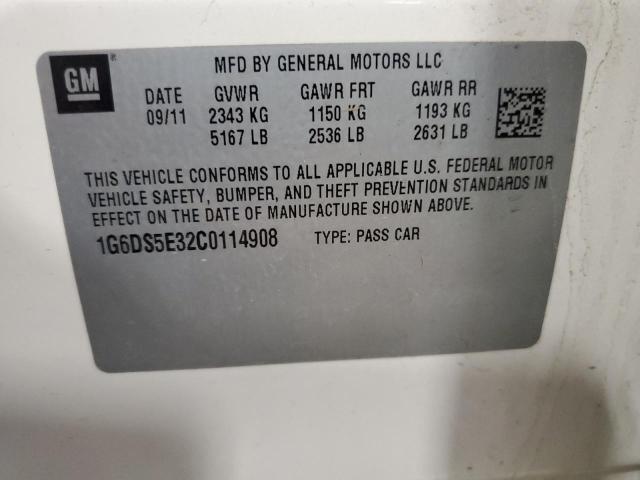 GM
MFD BY GENERAL MOTORS LLC
DATE GVWR GAWR FRT GAWR RR
09/11 2343 KG 1150 KG 1193 KG
5167 LB 2536 LB 2631 LB
THIS VEHICLE CONFORMS TO ALL APPLICABLE U.S. FEDERAL MOTOR
VEHICLE SAFETY, BUMPER, AND THEFT PREVENTION STANDARDS IN
EFFECT ON THE DATE OF MANUFACTURE SHOWN ABOVE.
1G6DS5E32C0114908 TYPE: PASS CAR